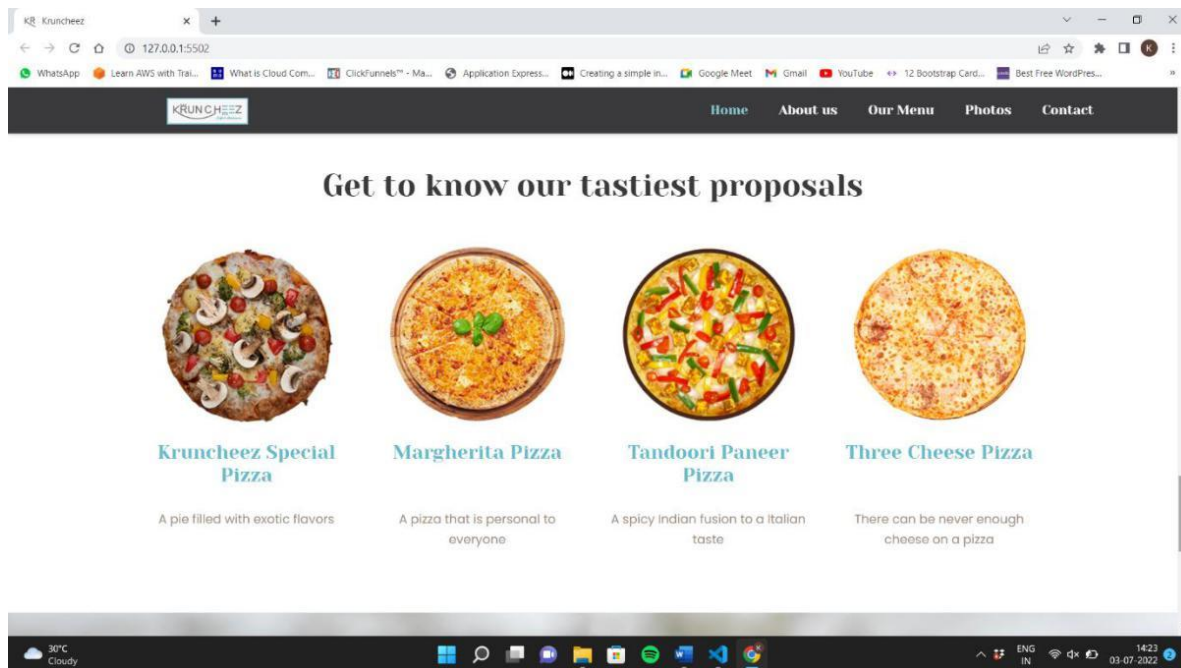 KR Kruncheez
127.0.0.1:5502
WhatsApp Learn AWS with Trai... What is Cloud Com... ClickFunnels™ - Ma... Application Express... Creating a simple in... Google Meet Gmail YouTube 12 Bootstrap Card... Best Free WordPres...
KRUNCHEEZ Home About us Our Menu Photos Contact
Get to know our tastiest proposals
Kruncheez Special
Pizza
A pie filled with exotic flavors
Margherita Pizza
A pizza that is personal to
everyone
Tandoori Paneer
Pizza
A spicy Indian fusion to a Italian
taste
Three Cheese Pizza
There can be never enough
cheese on a pizza
30°C
Cloudy
ENG
IN
14:23
03-07-2022
2